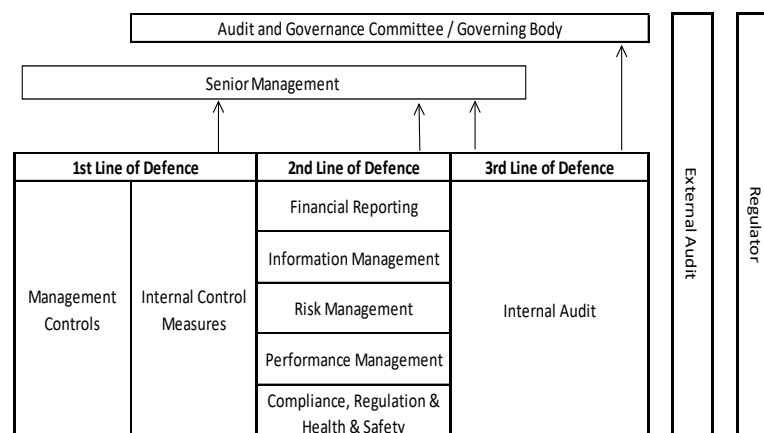 Audit and Governance Committee / Governing Body
Senior Management
1st Line of Defence
2nd Line of Defence
3rd Line of Defence
Management
Controls
Internal Control
Measures
Financial Reporting
Information Management
Risk Management
Performance Management
Compliance, Regulation &
Health & Safety
Internal Audit
External Audit
Regulator